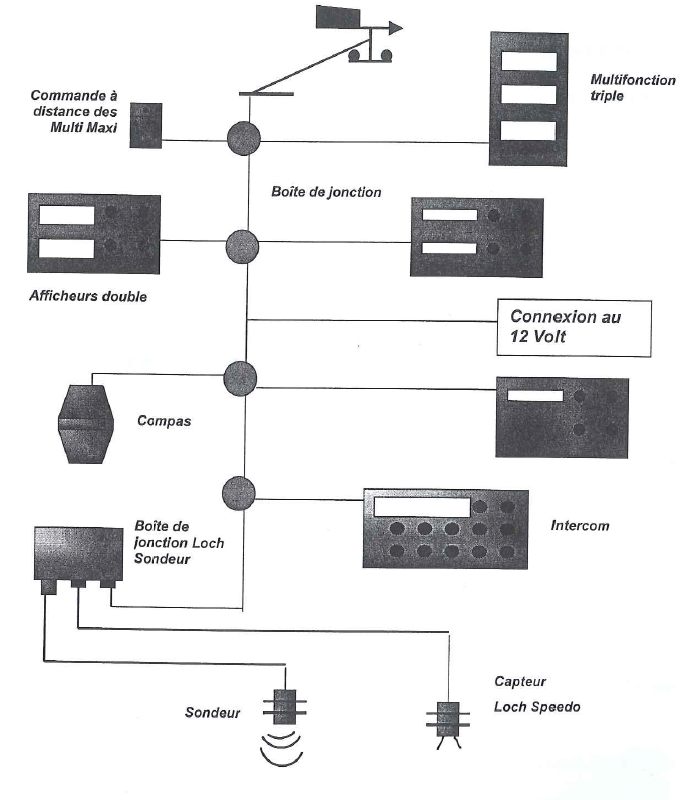 Commande à
distance des
Multi Maxi
Multifonction
triple
Boîte de jonction
Afficheurs double
Connexion au
12 Volt
Compas
Boîte de
jonction Loch
Sondeur
Intercom
Capteur
Loch Speedo
Sondeur